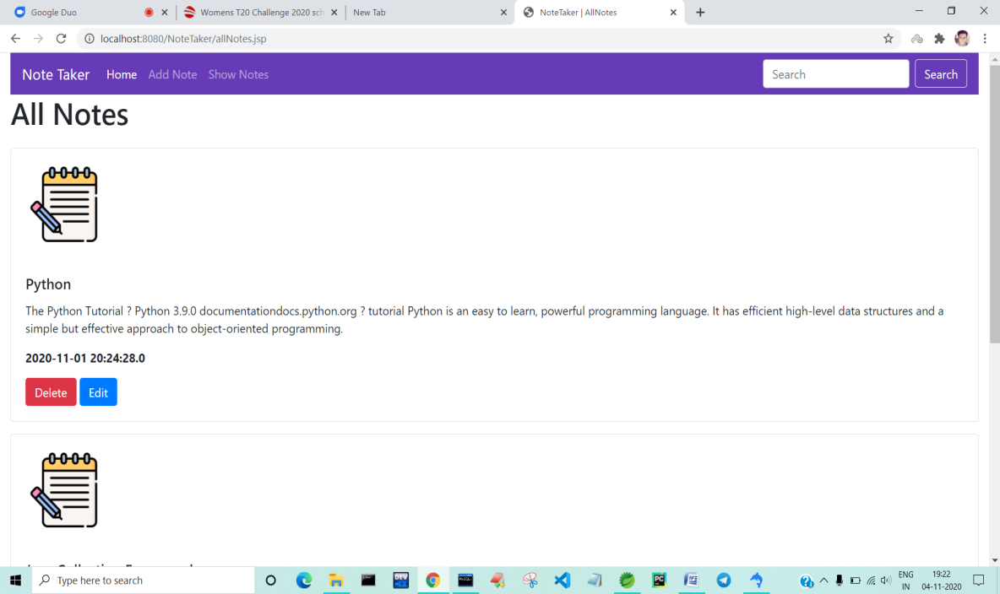 Google Duo
Womens T20 Challenge 2020 sch
New Tab
NoteTaker | AllNotes
localhost:8080/NoteTaker/allNotes.jsp
Note Taker Home Add Note Show Notes
Search
Search
All Notes
Python
The Python Tutorial ? Python 3.9.0 documentationdocs.python.org ? tutorial Python is an easy to learn, powerful programming language. It has efficient high-level data structures and a
simple but effective approach to object-oriented programming.
2020-11-01 20:24:28.0
Delete Edit
Type here to search
DEV
PC
ENG
IN
19:22
04-11-2020